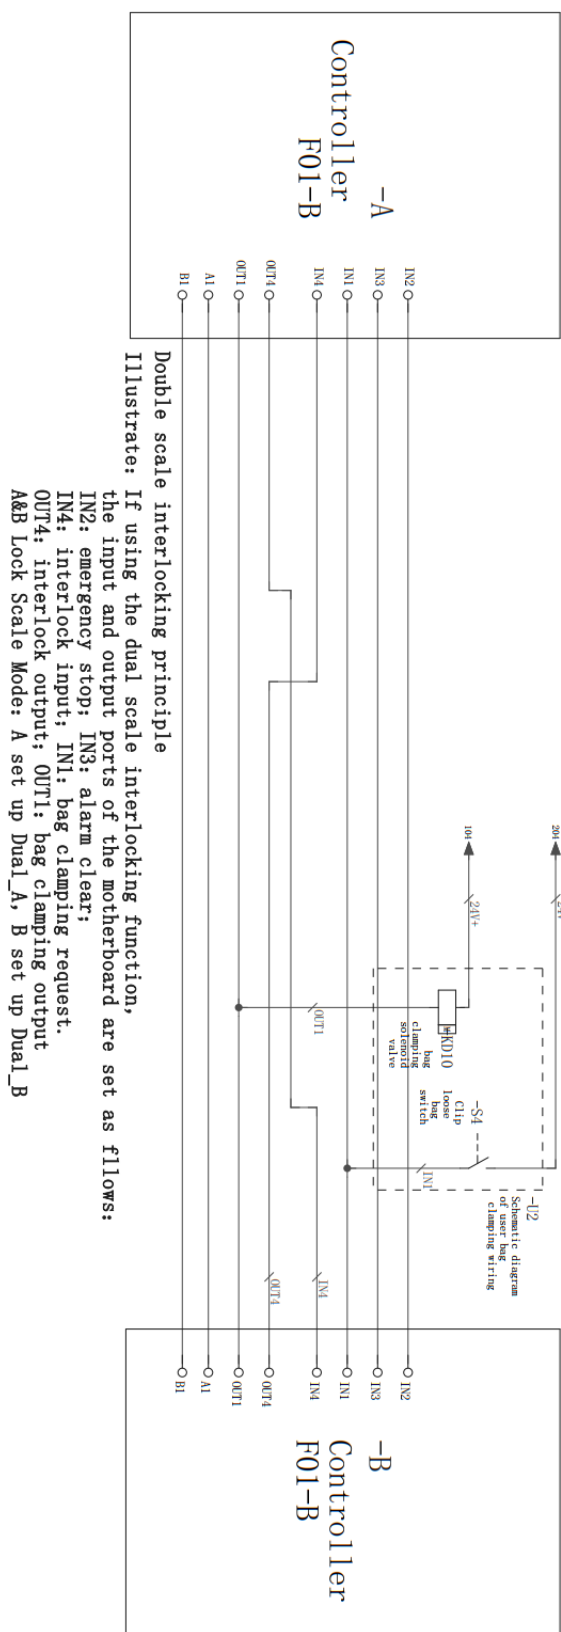 -A
Controller
F01-B
IN2
IN3
IN1
IN4
OUT4
OUT1
A1
B1
204
24V+
104
24V+
-U2
Schematic diagram
of user bag
clamping wiring
KD10
bag
clamping
solenoid
valve
-S4
Clip
loose
bag
switch
OUT1
IN1
IN4
OUT4
IN2
IN3
IN1
IN4
OUT4
OUT1
A1
B1
-B
Controller
F01-B
Double scale interlocking principle
Illustrate: If using the dual scale interlocking function,
the input and output ports of the motherboard are set as fllows:
IN2: emergency stop; IN3: alarm clear;
IN4: interlock input; IN1: bag clamping request.
OUT4: interlock output; OUT1: bag clamping output
A&B Lock Scale Mode: A set up Dual_A, B set up Dual_B